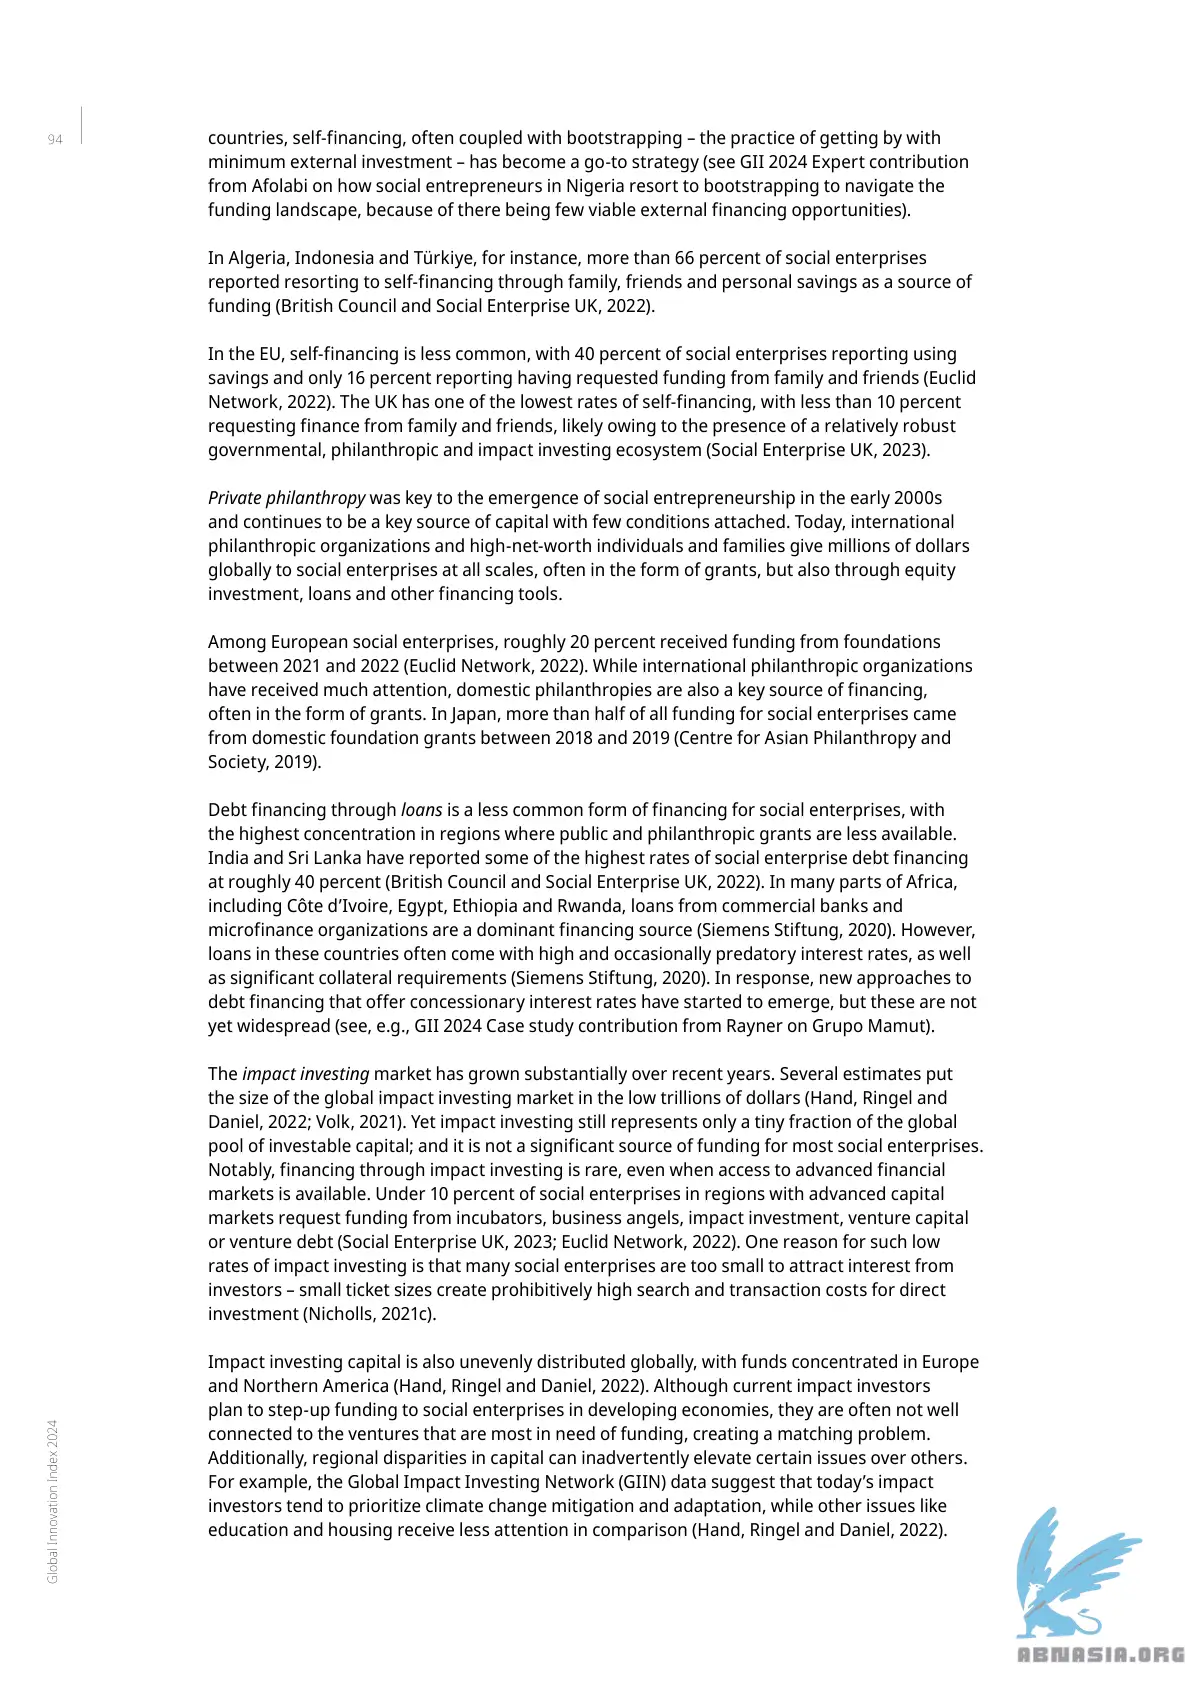 94
countries, self-financing, often coupled with bootstrapping – the practice of getting by with
minimum external investment – has become a go-to strategy (see GII 2024 Expert contribution
from Afolabi on how social entrepreneurs in Nigeria resort to bootstrapping to navigate the
funding landscape, because of there being few viable external financing opportunities).
In Algeria, Indonesia and Türkiye, for instance, more than 66 percent of social enterprises
reported resorting to self-financing through family, friends and personal savings as a source of
funding (British Council and Social Enterprise UK, 2022).
In the EU, self-financing is less common, with 40 percent of social enterprises reporting using
savings and only 16 percent reporting having requested funding from family and friends (Euclid
Network, 2022). The UK has one of the lowest rates of self-financing, with less than 10 percent
requesting finance from family and friends, likely owing to the presence of a relatively robust
governmental, philanthropic and impact investing ecosystem (Social Enterprise UK, 2023).
Private philanthropy was key to the emergence of social entrepreneurship in the early 2000s
and continues to be a key source of capital with few conditions attached. Today, international
philanthropic organizations and high-net-worth individuals and families give millions of dollars
globally to social enterprises at all scales, often in the form of grants, but also through equity
investment, loans and other financing tools.
Among European social enterprises, roughly 20 percent received funding from foundations
between 2021 and 2022 (Euclid Network, 2022). While international philanthropic organizations
have received much attention, domestic philanthropies are also a key source of financing,
often in the form of grants. In Japan, more than half of all funding for social enterprises came
from domestic foundation grants between 2018 and 2019 (Centre for Asian Philanthropy and
Society, 2019).
Debt financing through loans is a less common form of financing for social enterprises, with
the highest concentration in regions where public and philanthropic grants are less available.
India and Sri Lanka have reported some of the highest rates of social enterprise debt financing
at roughly 40 percent (British Council and Social Enterprise UK, 2022). In many parts of Africa,
including Côte d’Ivoire, Egypt, Ethiopia and Rwanda, loans from commercial banks and
microfinance organizations are a dominant financing source (Siemens Stiftung, 2020). However,
loans in these countries often come with high and occasionally predatory interest rates, as well
as significant collateral requirements (Siemens Stiftung, 2020). In response, new approaches to
debt financing that offer concessionary interest rates have started to emerge, but these are not
yet widespread (see, e.g., GII 2024 Case study contribution from Rayner on Grupo Mamut).
The impact investing market has grown substantially over recent years. Several estimates put
the size of the global impact investing market in the low trillions of dollars (Hand, Ringel and
Daniel, 2022; Volk, 2021). Yet impact investing still represents only a tiny fraction of the global
pool of investable capital; and it is not a significant source of funding for most social enterprises.
Notably, financing through impact investing is rare, even when access to advanced financial
markets is available. Under 10 percent of social enterprises in regions with advanced capital
markets request funding from incubators, business angels, impact investment, venture capital
or venture debt (Social Enterprise UK, 2023; Euclid Network, 2022). One reason for such low
rates of impact investing is that many social enterprises are too small to attract interest from
investors – small ticket sizes create prohibitively high search and transaction costs for direct
investment (Nicholls, 2021c).
Impact investing capital is also unevenly distributed globally, with funds concentrated in Europe
and Northern America (Hand, Ringel and Daniel, 2022). Although current impact investors
plan to step-up funding to social enterprises in developing economies, they are often not well
connected to the ventures that are most in need of funding, creating a matching problem.
Additionally, regional disparities in capital can inadvertently elevate certain issues over others.
For example, the Global Impact Investing Network (GIIN) data suggest that today’s impact
investors tend to prioritize climate change mitigation and adaptation, while other issues like
education and housing receive less attention in comparison (Hand, Ringel and Daniel, 2022).
Global Innovation Index 2024
ABNASIA.ORG